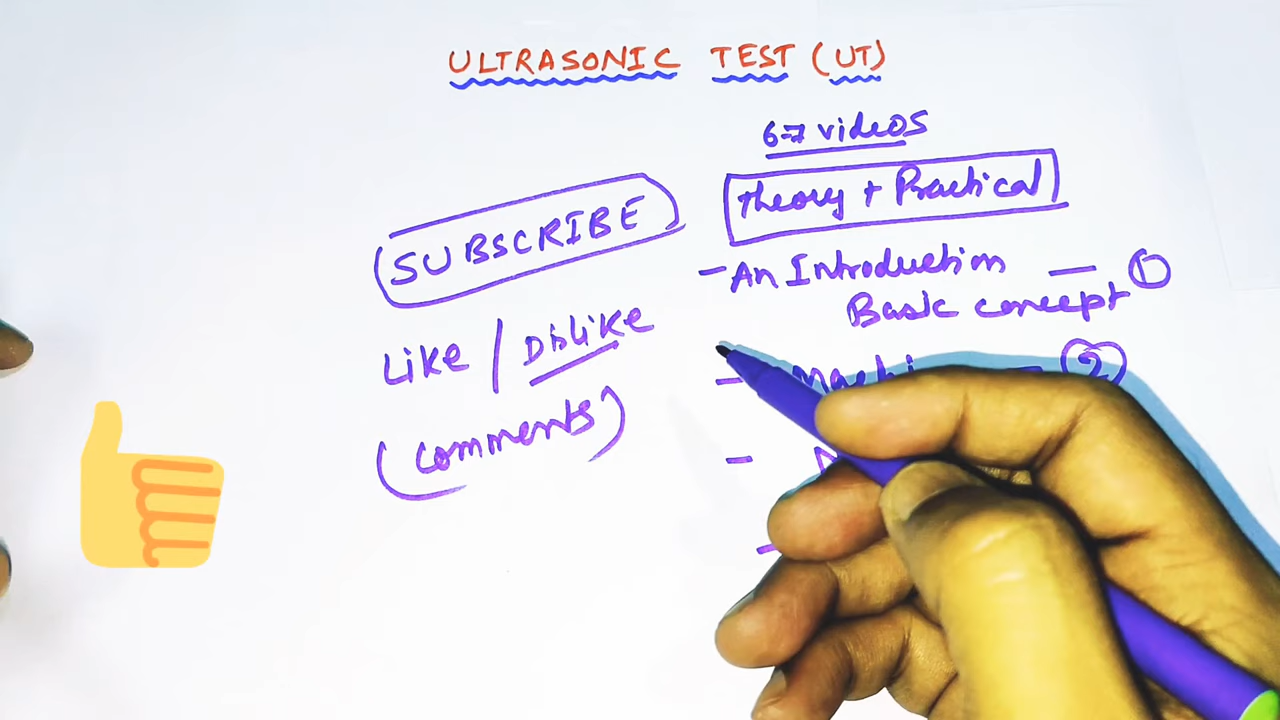 ULTRASONIC TEST (UT)
6-7 videos
Theory + Practical
SUBSCRIBE
- An Introduction — 1
Basic concept
Like / Dislike
- — 2
(comments)
-
-